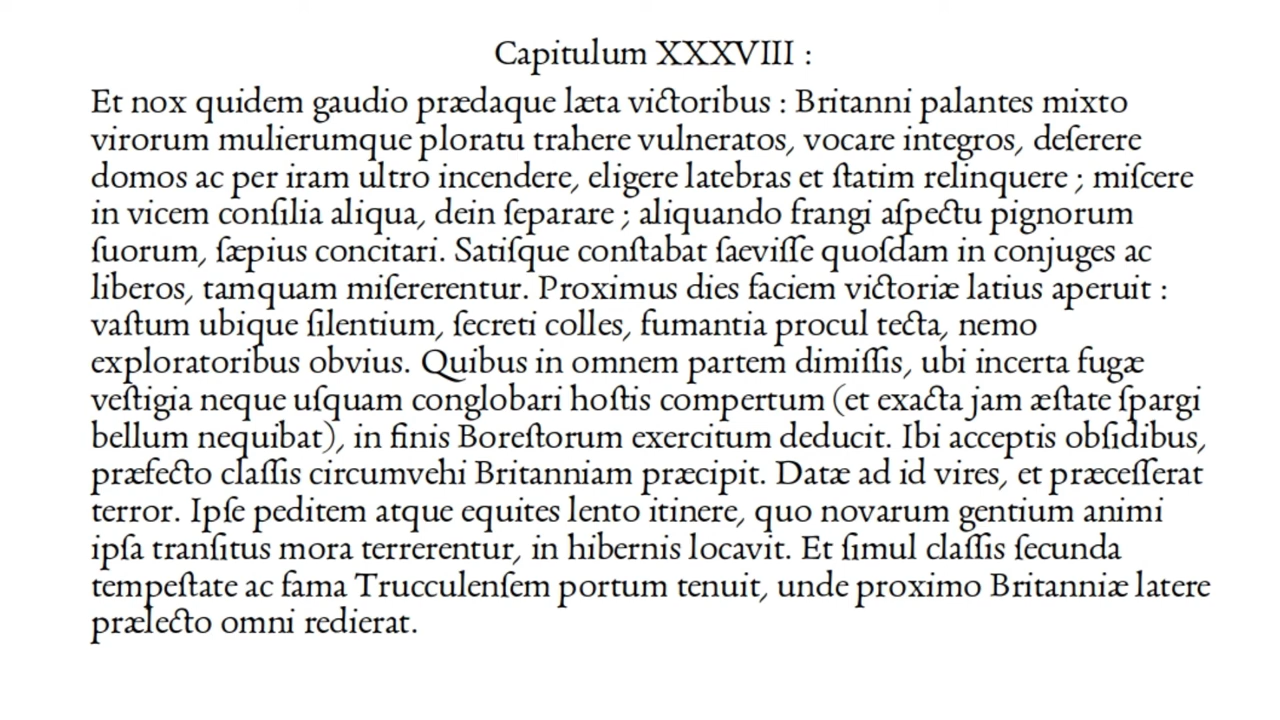 Capitulum XXXVIII :
Et nox quidem gaudio prædaque læta victoribus : Britanni palantes mixto
virorum mulierumque ploratu trahere vulneratos, vocare integros, deſerere
domos ac per iram ultro incendere, eligere latebras et ſtatim relinquere ; miſcere
in vicem conſilia aliqua, dein ſeparare ; aliquando frangi aſpectu pignorum
ſuorum, ſæpius concitari. Satiſque conſtabat ſaeviſſe quoſdam in conjuges ac
liberos, tamquam miſererentur. Proximus dies faciem victoriæ latius aperuit :
vaſtum ubique ſilentium, ſecreti colles, fumantia procul tecta, nemo
exploratoribus obvius. Quibus in omnem partem dimiſſis, ubi incerta fugæ
veſtigia neque uſquam conglobari hoſtis compertum (et exacta jam æſtate ſpargi
bellum nequibat), in finis Boreſtorum exercitum deducit. Ibi acceptis obſidibus,
præfecto claſſis circumvehi Britanniam præcipit. Datæ ad id vires, et præceſſerat
terror. Ipſe peditem atque equites lento itinere, quo novarum gentium animi
ipſa tranſitus mora terrerentur, in hibernis locavit. Et ſimul claſſis ſecunda
tempeſtate ac fama Trucculenſem portum tenuit, unde proximo Britanniæ latere
prælecto omni redierat.